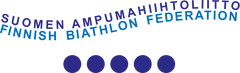 SUOMEN AMPUMAHIIHTOLIITTO
FINNISH BIATHLON FEDERATION